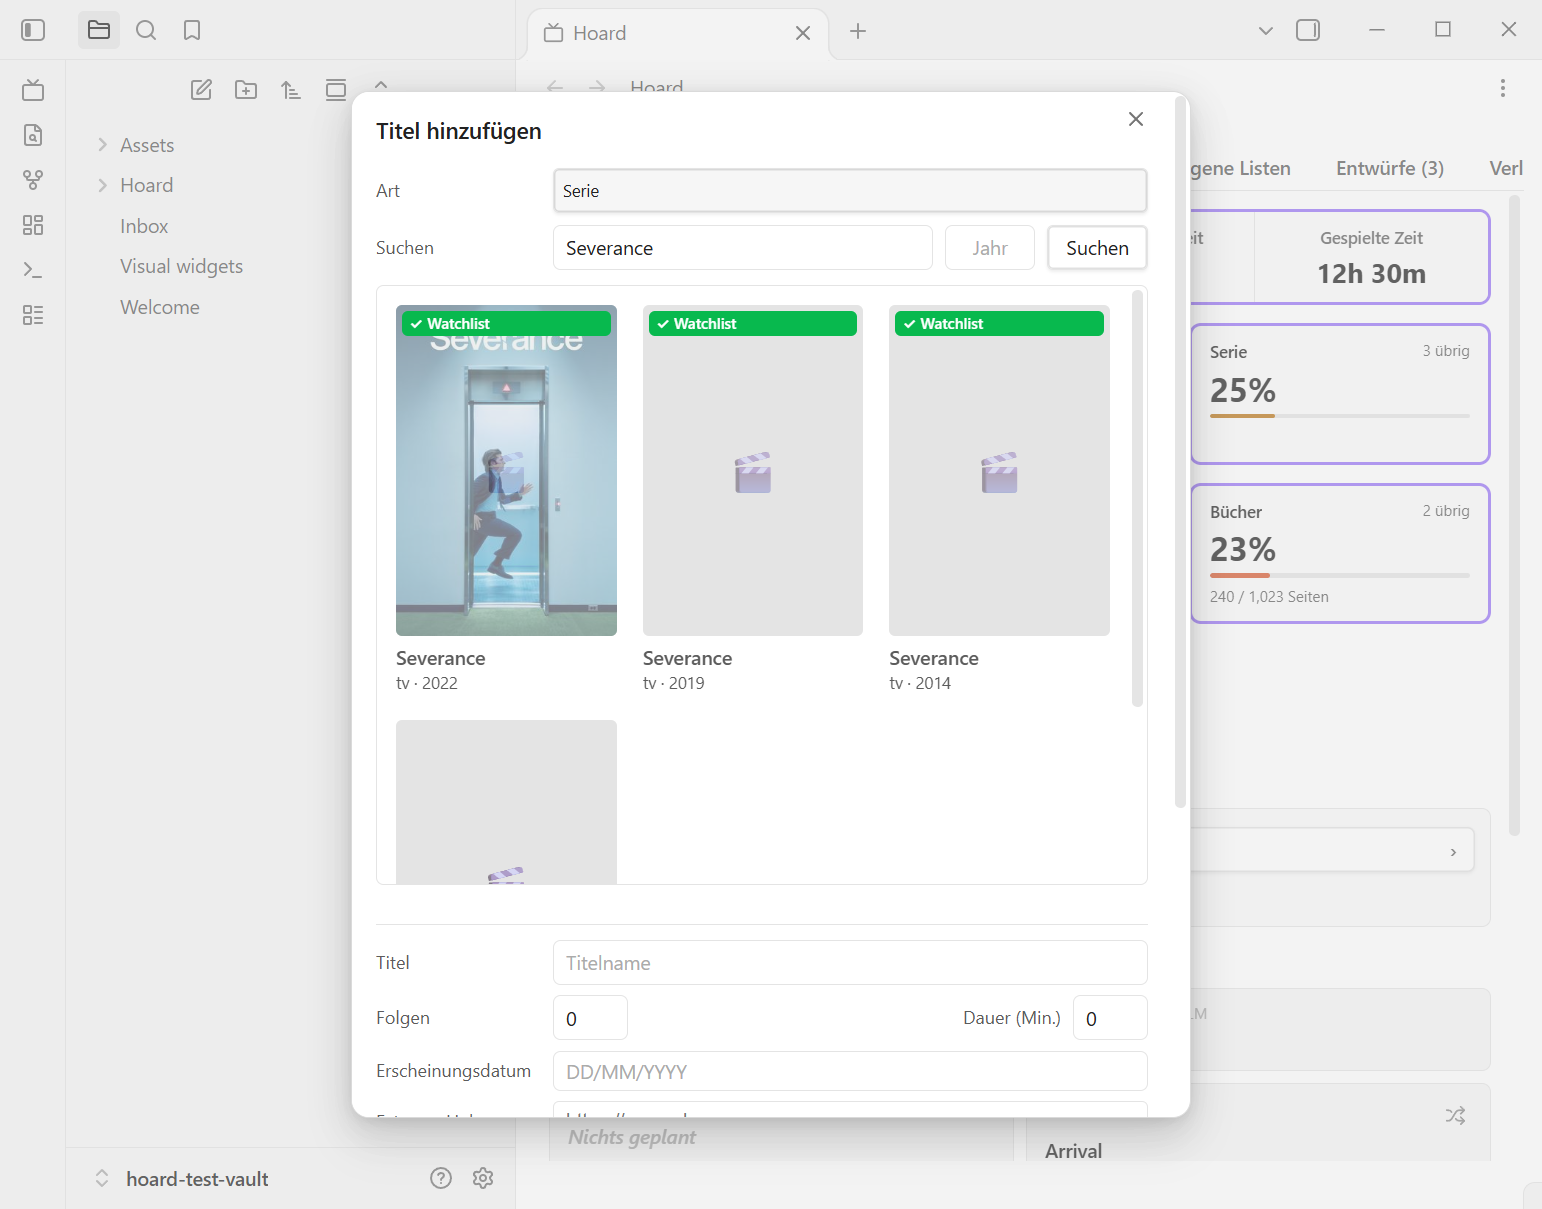 Hoard
Hoard
Assets
Hoard
Inbox
Visual widgets
Welcome
hoard-test-vault
gene Listen
Entwürfe (3)
Verl
eit
Gespielte Zeit
12h 30m
Serie
3 übrig
25%
Bücher
2 übrig
23%
240 / 1,023 Seiten
Nichts geplant
Arrival
Titel hinzufügen
Art
Serie
Suchen
Severance
Jahr
Suchen
Watchlist
Watchlist
Watchlist
Severance
Severance
tv · 2022
Severance
tv · 2019
Severance
tv · 2014
Titel
Titelname
Folgen
0
Dauer (Min.)
0
Erscheinungsdatum
DD/MM/YYYY